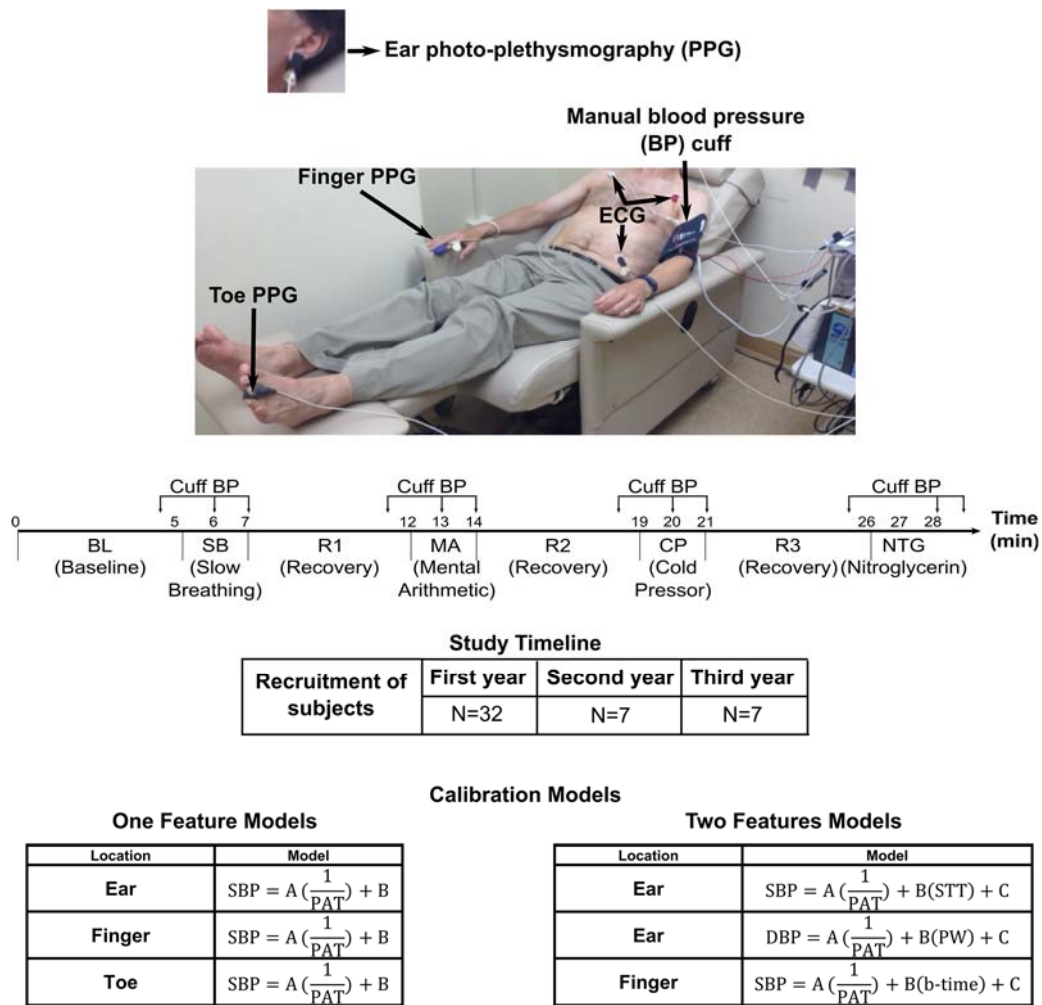 Ear photo-plethysmography (PPG)
Manual blood pressure
(BP) cuff
Finger PPG
ECG
Toe PPG
Cuff BP Cuff BP Cuff BP Cuff BP
0 5 6 7 12 13 14 19 20 21 26 27 28 Time
(min)
BL SB R1 MA R2 CP R3 NTG
(Baseline) (Slow (Recovery) (Mental (Recovery) (Cold (Recovery) (Nitroglycerin)
Breathing) Arithmetic) Pressor)
Study Timeline
Recruitment of
subjects
First year Second year Third year
N=32 N=7 N=7
Calibration Models
One Feature Models
Location Model
Ear SBP = A (1/PAT) + B
Finger SBP = A (1/PAT) + B
Toe SBP = A (1/PAT) + B
Two Features Models
Location Model
Ear SBP = A (1/PAT) + B(STT) + C
Ear DBP = A (1/PAT) + B(PW) + C
Finger SBP = A (1/PAT) + B(b-time) + C